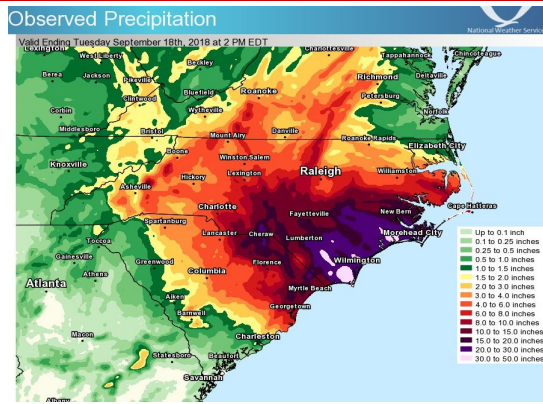 Observed Precipitation
National Weather Service
Valid Ending Tuesday September 18th, 2018 at 2 PM EDT
Lexington
West Liberty
Charlottesville
Tappahannock
Chincoteague
Berea
Jackson
Pikeville
Beckley
Richmond
Deltaville
Clintwood
Bluefield
Roanoke
Petersburg
Corbin
Wytheville
Norfolk
Middlesboro
Bristol
Mount Airy
Danville
Roanoke Rapids
Elizabeth City
Boone
Knoxville
Winston Salem
Hickory
Lexington
Raleigh
Williamston
Asheville
Charlotte
Fayetteville
New Bern
Cape Hatteras
Spartanburg
Lancaster
Cheraw
Lumberton
Morehead City
Toccoa
Gainesville
Greenwood
Florence
Wilmington
Athens
Columbia
Atlanta
Myrtle Beach
Aiken
Georgetown
Barnwell
Macon
Charleston
Statesboro
Beaufort
Savannah
Albany
Up to 0.1 inch
0.1 to 0.25 inches
0.25 to 0.5 inches
0.5 to 1.0 inches
1.0 to 1.5 inches
1.5 to 2.0 inches
2.0 to 3.0 inches
3.0 to 4.0 inches
4.0 to 6.0 inches
6.0 to 8.0 inches
8.0 to 10.0 inches
10.0 to 15.0 inches
15.0 to 20.0 inches
20.0 to 30.0 inches
30.0 to 50.0 inches